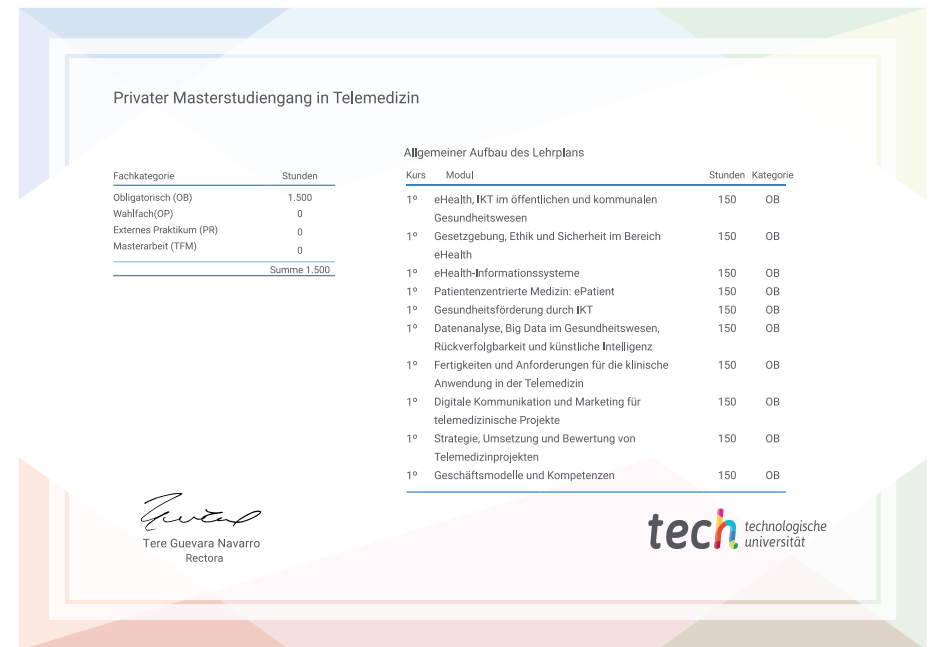 Privater Masterstudiengang in Telemedizin
Fachkategorie Stunden
Obligatorisch (OB) 1.500
Wahlfach(OP) 0
Externes Praktikum (PR) 0
Masterarbeit (TFM) 0
Summe 1.500
Allgemeiner Aufbau des Lehrplans
Kurs Modul Stunden Kategorie
1º eHealth, IKT im öffentlichen und kommunalen 150 OB
Gesundheitswesen
1º Gesetzgebung, Ethik und Sicherheit im Bereich 150 OB
eHealth
1º eHealth-Informationssysteme 150 OB
1º Patientenzentrierte Medizin: ePatient 150 OB
1º Gesundheitsförderung durch IKT 150 OB
1º Datenanalyse, Big Data im Gesundheitswesen, 150 OB
Rückverfolgbarkeit und künstliche Intelligenz
1º Fertigkeiten und Anforderungen für die klinische 150 OB
Anwendung in der Telemedizin
1º Digitale Kommunikation und Marketing für 150 OB
telemedizinische Projekte
1º Strategie, Umsetzung und Bewertung von 150 OB
Telemedizinprojekten
1º Geschäftsmodelle und Kompetenzen 150 OB
Tere Guevara Navarro
Rectora
tech technologische
universität